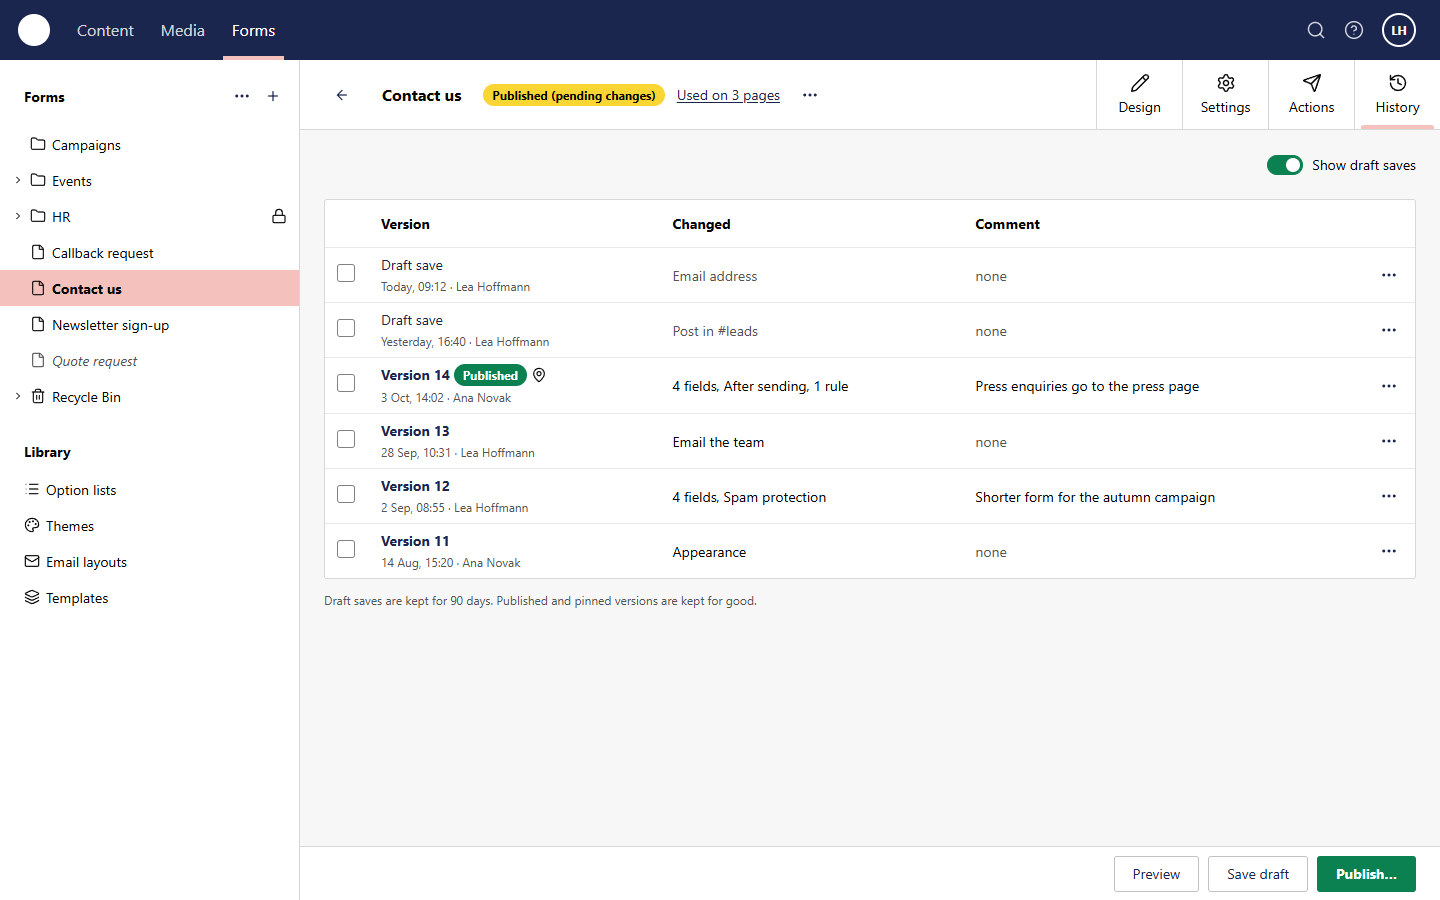 Content Media Forms
LH
Forms
Campaigns
Events
HR
Callback request
Contact us
Newsletter sign-up
Quote request
Recycle Bin
Library
Option lists
Themes
Email layouts
Templates
Contact us Published (pending changes) Used on 3 pages
Design Settings Actions History
Show draft saves
Version Changed Comment
Draft save
Today, 09:12 · Lea Hoffmann
Email address
none
Draft save
Yesterday, 16:40 · Lea Hoffmann
Post in #leads
none
Version 14 Published
3 Oct, 14:02 · Ana Novak
4 fields, After sending, 1 rule
Press enquiries go to the press page
Version 13
28 Sep, 10:31 · Lea Hoffmann
Email the team
none
Version 12
2 Sep, 08:55 · Lea Hoffmann
4 fields, Spam protection
Shorter form for the autumn campaign
Version 11
14 Aug, 15:20 · Ana Novak
Appearance
none
Draft saves are kept for 90 days. Published and pinned versions are kept for good.
Preview Save draft Publish...